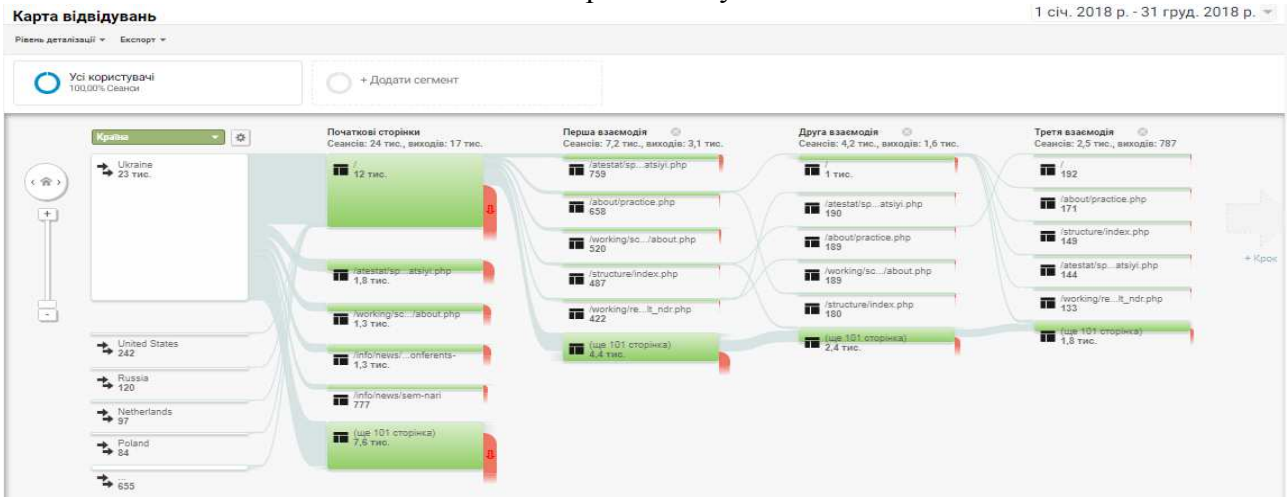 Карта відвідувань
1 січ. 2018 р. - 31 груд. 2018 р.
Рівень деталізації
Експорт
Усі користувачі
100,00% Сеанси
+ Додати сегмент
Країна
Ukraine
23 тис.
United States
242
Russia
120
Netherlands
97
Poland
84
...
655
Початкові сторінки
Сеансів: 24 тис., виходів: 17 тис.
/
12 тис.
/atestat/sp...atsiyi.php
1,8 тис.
/working/sc.../about.php
1,3 тис.
/info/news/...onferents-
1,3 тис.
/info/news/sem-nari
777
(ще 101 сторінка)
7,6 тис.
Перша взаємодія
Сеансів: 7,2 тис., виходів: 3,1 тис.
/atestat/sp...atsiyi.php
759
/about/practice.php
658
/working/sc.../about.php
520
/structure/index.php
487
/working/re...lt_ndr.php
422
(ще 101 сторінка)
4,4 тис.
Друга взаємодія
Сеансів: 4,2 тис., виходів: 1,6 тис.
/
1 тис.
/atestat/sp...atsiyi.php
190
/about/practice.php
189
/working/sc.../about.php
189
/structure/index.php
180
(ще 101 сторінка)
2,4 тис.
Третя взаємодія
Сеансів: 2,5 тис., виходів: 787
/
192
/about/practice.php
171
/structure/index.php
149
/atestat/sp...atsiyi.php
144
/working/re...lt_ndr.php
133
(ще 101 сторінка)
1,8 тис.
+ Крок